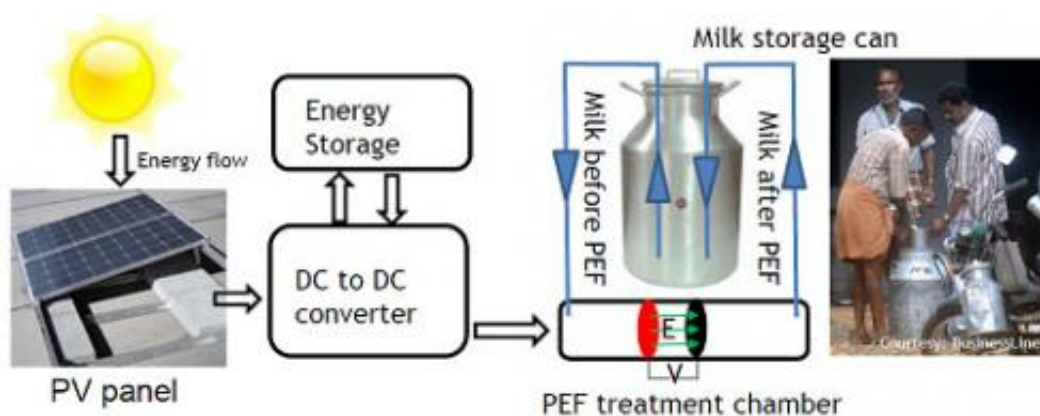 Milk storage can
Energy
Storage
Energy flow
Milk before PEF
Milk after PEF
DC to DC
converter
E
V
Courtesy: BusinessLine
PV panel
PEF treatment chamber